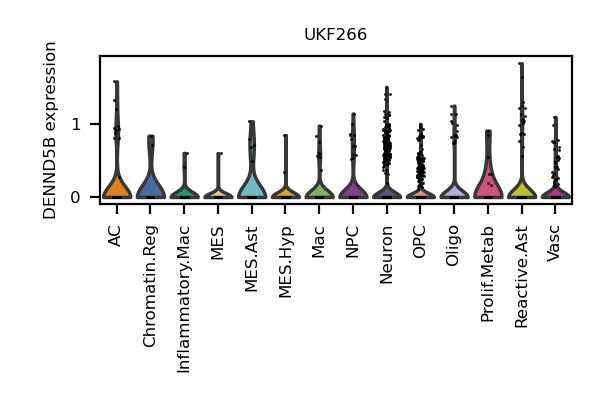 UKF266
DENND5B expression
1
0
AC
Chromatin.Reg
Inflammatory.Mac
MES
MES.Ast
MES.Hyp
Mac
NPC
Neuron
OPC
Oligo
Prolif.Metab
Reactive.Ast
Vasc